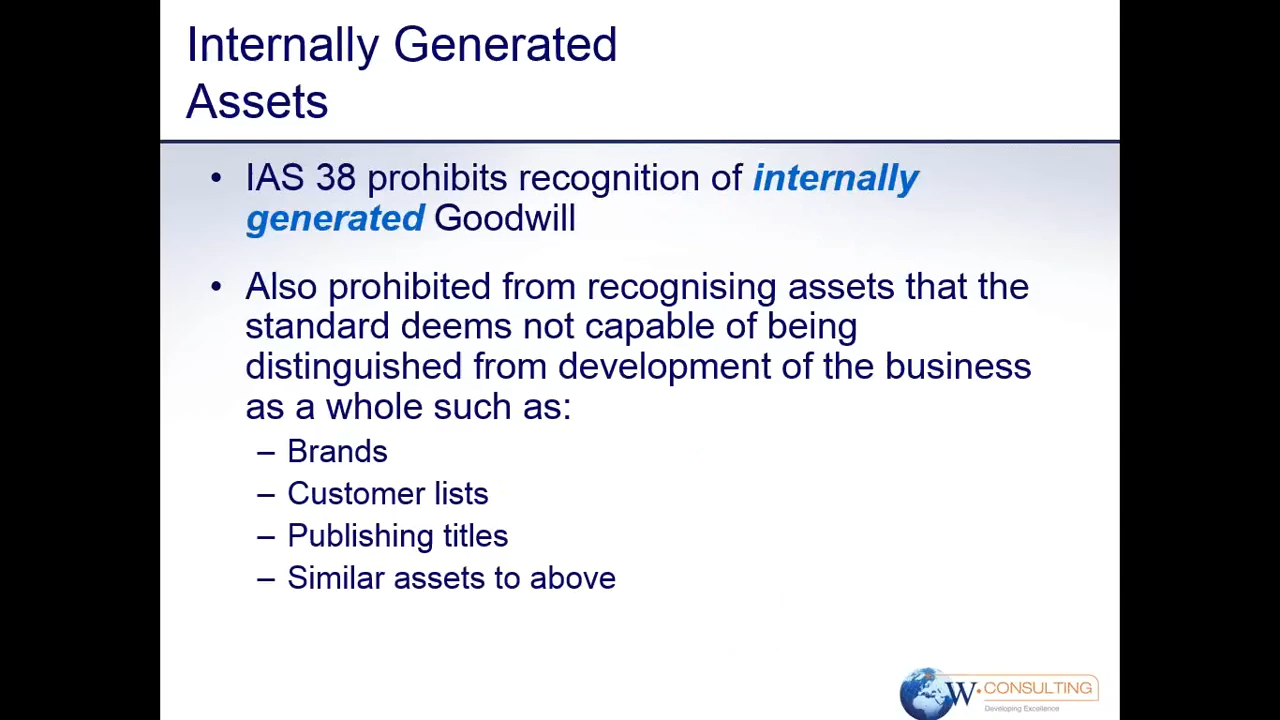 Internally Generated
Assets
• IAS 38 prohibits recognition of internally
generated Goodwill
• Also prohibited from recognising assets that the
standard deems not capable of being
distinguished from development of the business
as a whole such as:
– Brands
– Customer lists
– Publishing titles
– Similar assets to above
W.CONSULTING
Developing Excellence